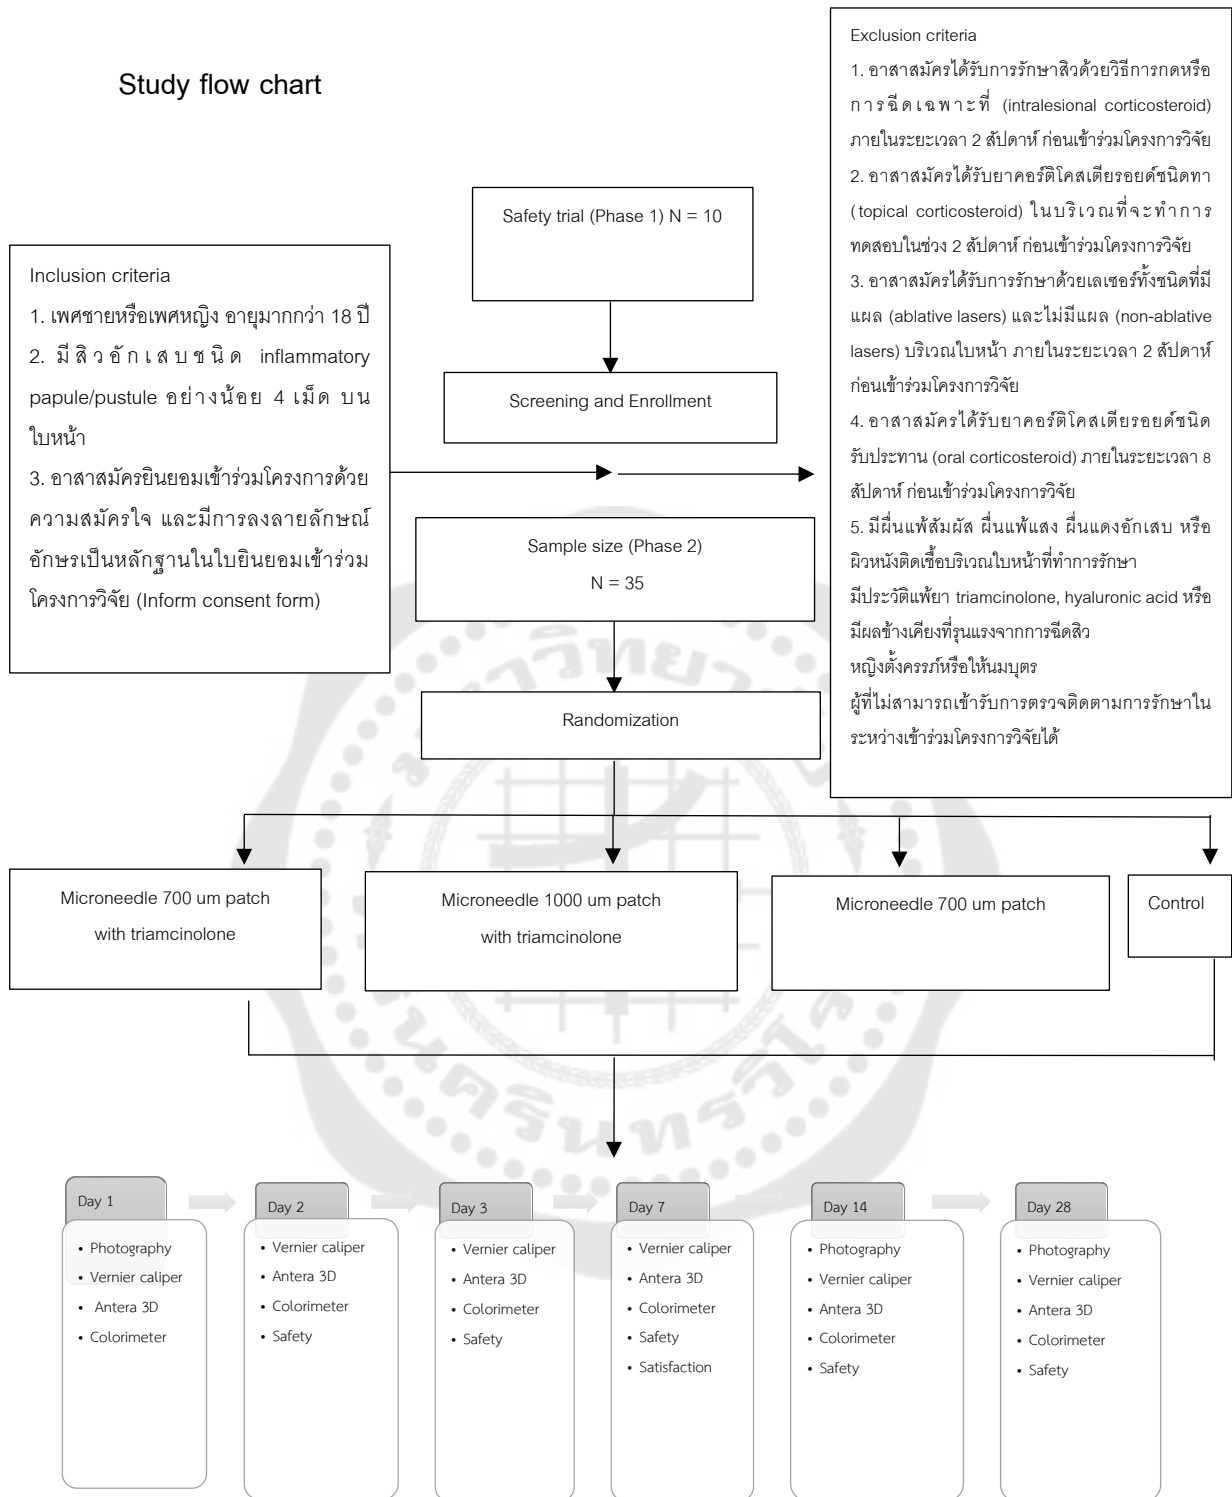 Study flow chart
Exclusion criteria
1. อาสาสมัครได้รับการรักษาสิวด้วยวิธีการกดหรือ
การฉีดเฉพาะที่ (intralesional corticosteroid)
ภายในระยะเวลา 2 สัปดาห์ ก่อนเข้าร่วมโครงการวิจัย
2. อาสาสมัครได้รับยาคอร์ติโคสเตียรอยด์ชนิดทา
(topical corticosteroid) ในบริเวณที่จะทำการ
ทดสอบในช่วง 2 สัปดาห์ ก่อนเข้าร่วมโครงการวิจัย
3. อาสาสมัครได้รับการรักษาด้วยเลเซอร์ทั้งชนิดที่มี
แผล (ablative lasers) และไม่มีแผล (non-ablative
lasers) บริเวณใบหน้า ภายในระยะเวลา 2 สัปดาห์
ก่อนเข้าร่วมโครงการวิจัย
4. อาสาสมัครได้รับยาคอร์ติโคสเตียรอยด์ชนิด
รับประทาน (oral corticosteroid) ภายในระยะเวลา 8
สัปดาห์ ก่อนเข้าร่วมโครงการวิจัย
5. มีผื่นแพ้สัมผัส ผื่นแพ้แสง ผื่นแดงอักเสบ หรือ
ผิวหนังติดเชื้อบริเวณใบหน้าที่ทำการรักษา
มีประวัติแพ้ยา triamcinolone, hyaluronic acid หรือ
มีผลข้างเคียงที่รุนแรงจากการฉีดสิว
หญิงตั้งครรภ์หรือให้นมบุตร
ผู้ที่ไม่สามารถเข้ารับการตรวจติดตามการรักษาใน
ระหว่างเข้าร่วมโครงการวิจัยได้
Safety trial (Phase 1) N = 10
Inclusion criteria
1. เพศชายหรือเพศหญิง อายุมากกว่า 18 ปี
2. มีสิวอักเสบชนิด inflammatory
papule/pustule อย่างน้อย 4 เม็ด บน
ใบหน้า
3. อาสาสมัครยินยอมเข้าร่วมโครงการด้วย
ความสมัครใจ และมีการลงลายลักษณ์
อักษรเป็นหลักฐานในใบยินยอมเข้าร่วม
โครงการวิจัย (Inform consent form)
Screening and Enrollment
Sample size (Phase 2)
N = 35
Randomization
Microneedle 700 um patch
with triamcinolone
Microneedle 1000 um patch
with triamcinolone
Microneedle 700 um patch
Control
Day 1
• Photography
• Vernier caliper
• Antera 3D
• Colorimeter
Day 2
• Vernier caliper
• Antera 3D
• Colorimeter
• Safety
Day 3
• Vernier caliper
• Antera 3D
• Colorimeter
• Safety
Day 7
• Vernier caliper
• Antera 3D
• Colorimeter
• Safety
• Satisfaction
Day 14
• Photography
• Vernier caliper
• Antera 3D
• Colorimeter
• Safety
Day 28
• Photography
• Vernier caliper
• Antera 3D
• Colorimeter
• Safety